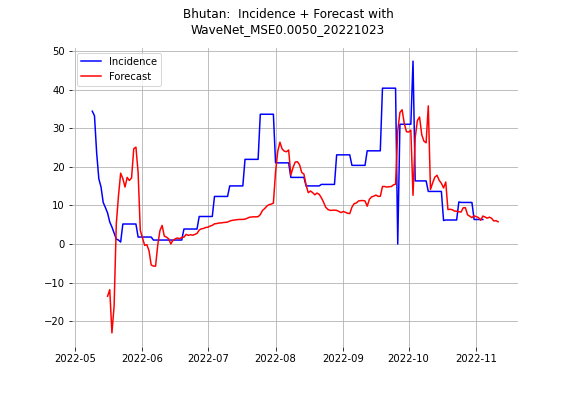 Bhutan:  Incidence + Forecast with
WaveNet_MSE0.0050_20221023
Incidence
Forecast
50
40
30
20
10
0
−10
−20
2022-05 2022-06 2022-07 2022-08 2022-09 2022-10 2022-11